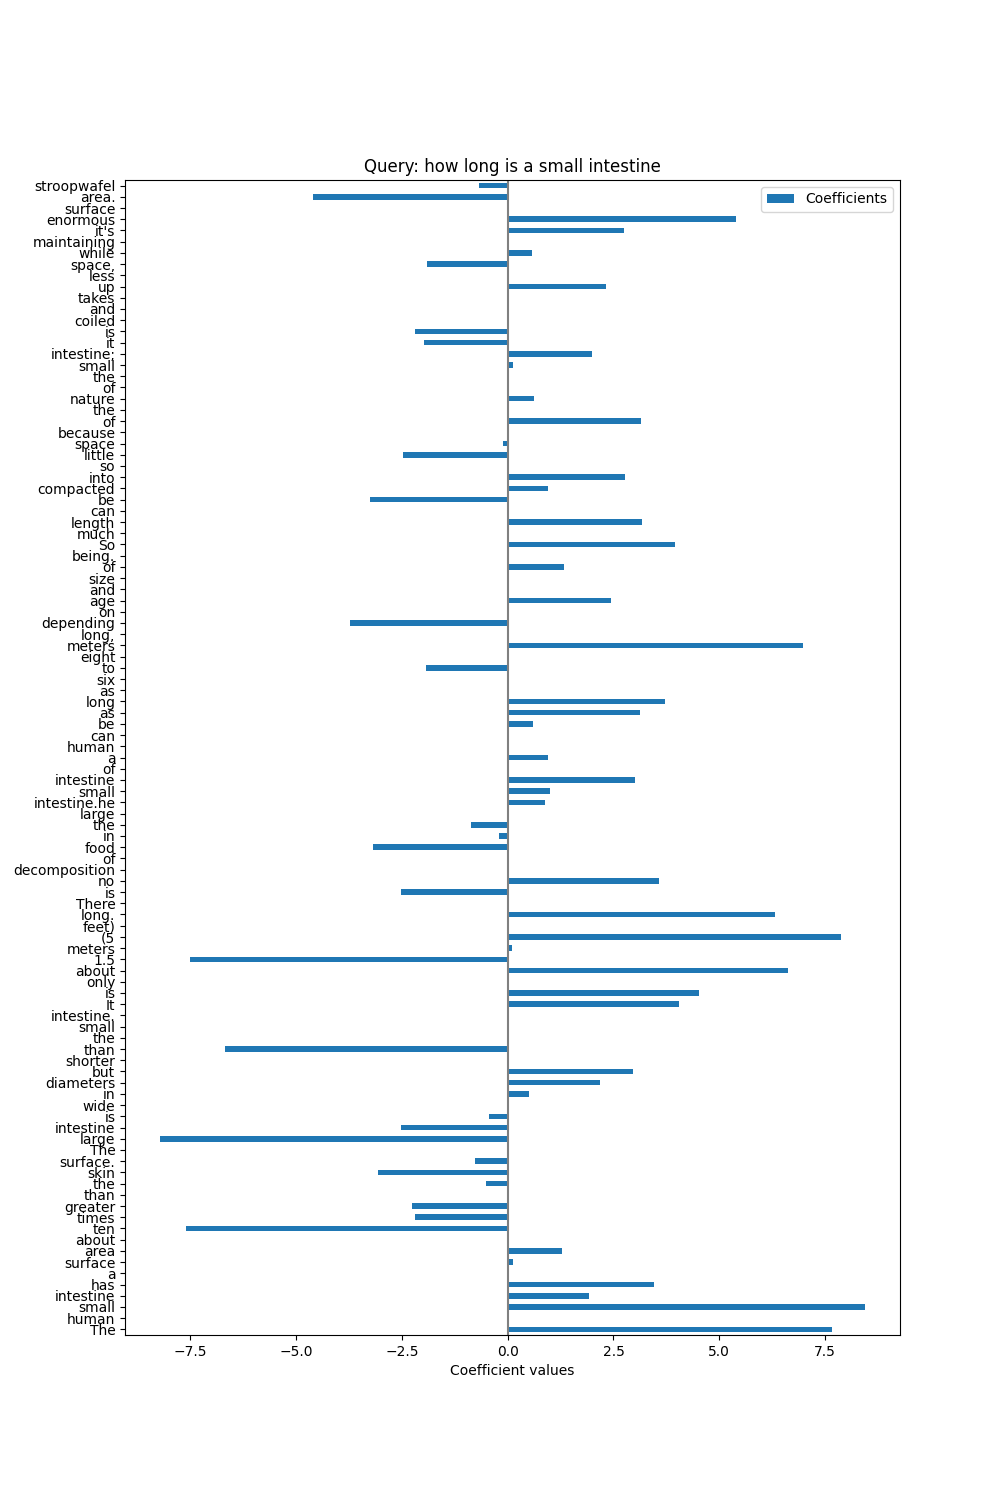 Query: how long is a small intestine
Coefficients
stroopwafel
area.
surface
enormous
it's
maintaining
while
space,
less
up
takes
and
coiled
is
it
intestine;
small
the
of
nature
the
of
because
space
little
so
into
compacted
be
can
length
much
So
being.
of
size
and
age
on
depending
long,
meters
eight
to
six
as
long
as
be
can
human
a
of
intestine
small
intestine.he
large
the
in
food
of
decomposition
no
is
There
long.
feet)
(5
meters
1.5
about
only
is
It
intestine.
small
the
than
shorter
but
diameters
in
wide
is
intestine
large
The
surface.
skin
the
than
greater
times
ten
about
area
surface
a
has
intestine
small
human
The
−7.5 −5.0 −2.5 0.0 2.5 5.0 7.5
Coefficient values